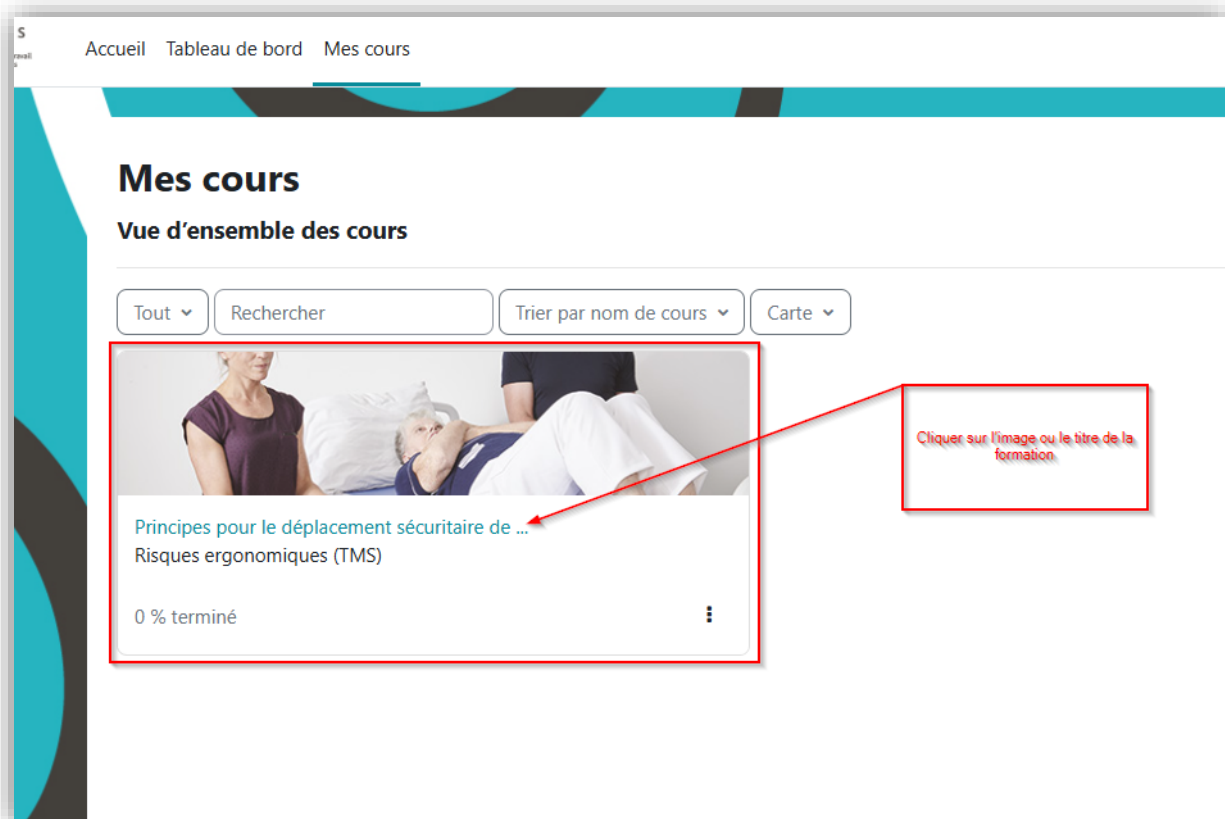 S
Accueil Tableau de bord Mes cours
Mes cours
Vue d'ensemble des cours
Tout Rechercher Trier par nom de cours Carte
Cliquer sur l'image ou le titre de la
formation
Principes pour le déplacement sécuritaire de ...
Risques ergonomiques (TMS)
0 % terminé